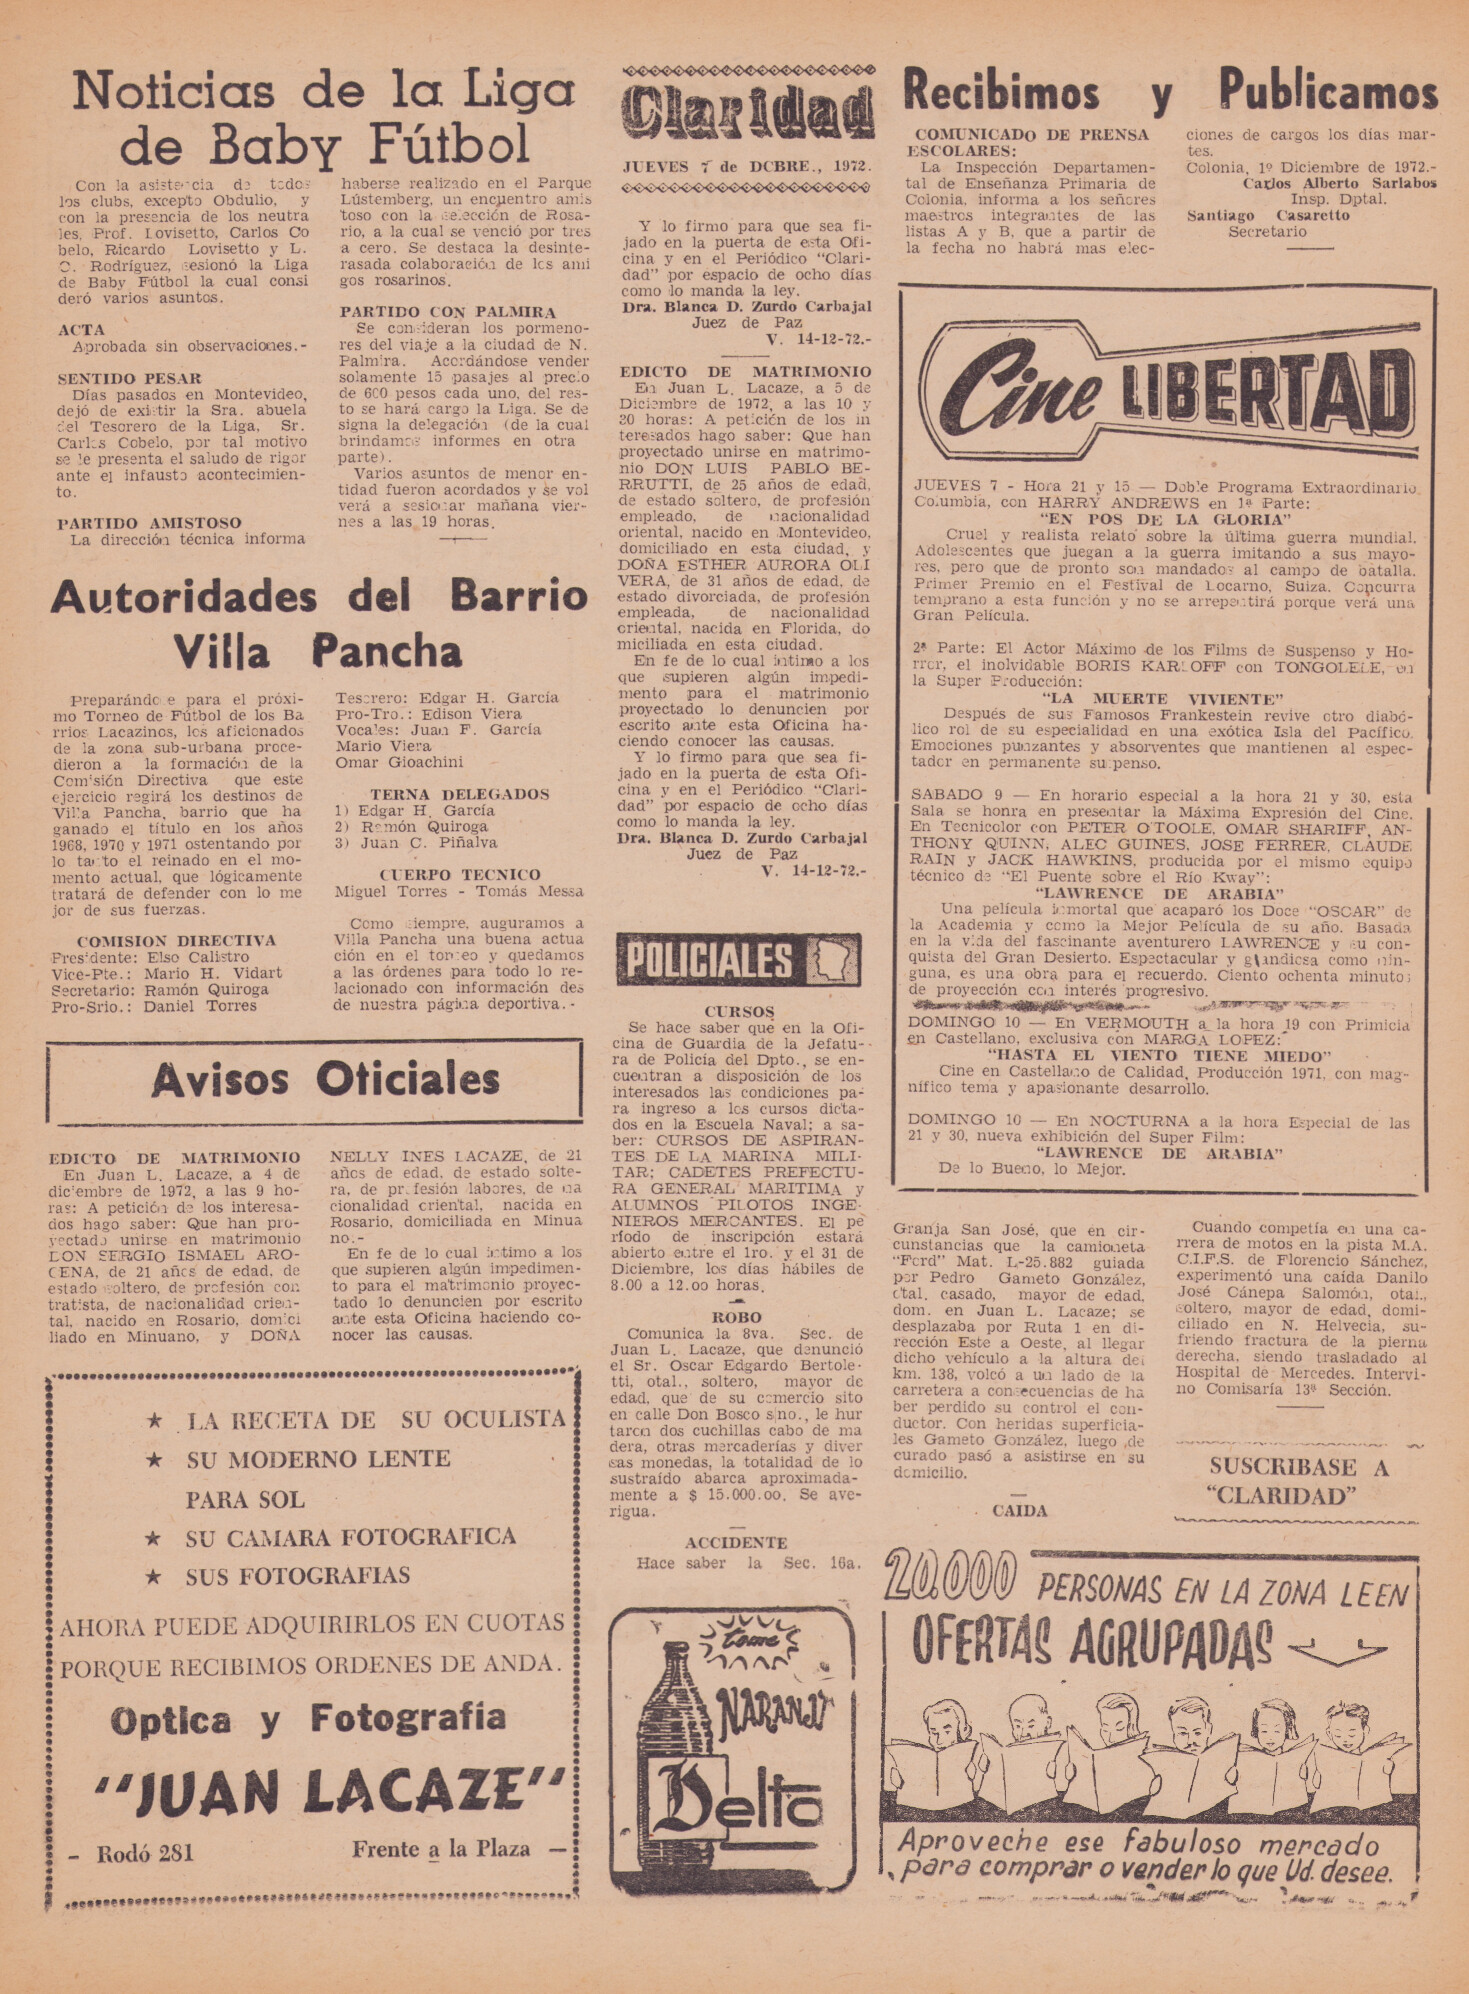 Noticias de la Liga
de Baby Fútbol
Con la asistencia de todos
los clubs, excepto Obdulio, y
con la presencia de los neutra
les, Prof. Lovisetto, Carlos Co
belo, Ricardo Lovisetto y L.
C. Rodríguez, sesionó la Liga
de Baby Fútbol la cual consi
deró varios asuntos.
ACTA
Aprobada sin observaciones.-
SENTIDO PESAR
Días pasados en Montevideo,
dejó de existir la Sra. abuela
del Tesorero de la Liga, Sr.
Carlos Cobelo, por tal motivo
se le presenta el saludo de rigor
ante el infausto acontecimien-
to.
PARTIDO AMISTOSO
La dirección técnica informa
haberse realizado en el Parque
Lüstemberg, un encuentro amis
toso con la selección de Rosa-
rio, a la cual se venció por tres
a cero. Se destaca la desinte-
rasada colaboración de los ami
gos rosarinos.
PARTIDO CON PALMIRA
Se consideran los pormeno-
res del viaje a la ciudad de N.
Palmira. Acordándose vender
solamente 15 pasajes al precio
de 600 pesos cada uno, del res-
to se hará cargo la Liga. Se de
signa la delegación (de la cual
brindamos informes en otra
parte).
Varios asuntos de menor en-
tidad fueron acordados y se vol
verá a sesionar mañana vier-
nes a las 19 horas.
Autoridades del Barrio
Villa Pancha
Preparándose para el próxi-
mo Torneo de Fútbol de los Ba
rrios Lacazinos, los aficionados
de la zona sub-urbana proce-
dieron a la formación de la
Comisión Directiva que este
ejercicio regirá los destinos de
Villa Pancha, barrio que ha
ganado el título en los años
1968, 1970 y 1971 ostentando por
lo tanto el reinado en el mo-
mento actual, que lógicamente
tratará de defender con lo me
jor de sus fuerzas.
COMISION DIRECTIVA
Presidente: Elso Calistro
Vice-Pte.: Mario H. Vidart
Secretario: Ramón Quiroga
Pro-Srio.: Daniel Torres
Tesorero: Edgar H. García
Pro-Tro.: Edison Viera
Vocales: Juan F. García
Mario Viera
Omar Gioachini
TERNA DELEGADOS
1) Edgar H. García
2) Ramón Quiroga
3) Juan C. Piñalva
CUERPO TECNICO
Miguel Torres - Tomás Messa
Como siempre, auguramos a
Villa Pancha una buena actua
ción en el torneo y quedamos
a las órdenes para todo lo re-
lacionado con información des
de nuestra página deportiva.-
Avisos Oficiales
EDICTO DE MATRIMONIO
En Juan L. Lacaze, a 4 de
diciembre de 1972, a las 9 ho-
ras: A petición de los interesa-
dos hago saber: Que han pro-
yectado unirse en matrimonio
DON SERGIO ISMAEL ARO-
CENA, de 21 años de edad, de
estado soltero, de profesión con
tratista, de nacionalidad orien-
tal, nacido en Rosario, domici
liado en Minuano, y DOÑA
NELLY INES LACAZE, de 21
años de edad, de estado solte-
ra, de profesión labores, de na
cionalidad oriental, nacida en
Rosario, domiciliada en Minua
no.-
En fe de lo cual intimo a los
que supieren algún impedimen-
to para el matrimonio proyec-
tado lo denuncien por escrito
ante esta Oficina haciendo co-
nocer las causas.
★ LA RECETA DE SU OCULISTA
★ SU MODERNO LENTE
PARA SOL
★ SU CAMARA FOTOGRAFICA
★ SUS FOTOGRAFIAS
AHORA PUEDE ADQUIRIRLOS EN CUOTAS
PORQUE RECIBIMOS ORDENES DE ANDA.
Optica y Fotografía
"JUAN LACAZE"
- Rodó 281 Frente a la Plaza -
Claridad
JUEVES 7 de DCBRE., 1972.
Y lo firmo para que sea fi-
jado en la puerta de esta Ofi-
cina y en el Periódico "Clari-
dad" por espacio de ocho días
como lo manda la ley.
Dra. Blanca D. Zurdo Carbajal
Juez de Paz
V. 14-12-72.-
EDICTO DE MATRIMONIO
En Juan L. Lacaze, a 5 de
Diciembre de 1972, a las 10 y
30 horas: A petición de los in
teresados hago saber: Que han
proyectado unirse en matrimo-
nio DON LUIS PABLO BE-
RRUTTI, de 25 años de edad,
de estado soltero, de profesión
empleado, de nacionalidad
oriental, nacido en Montevideo,
domiciliado en esta ciudad, y
DOÑA ESTHER AURORA OLI
VERA, de 31 años de edad, de
estado divorciada, de profesión
empleada, de nacionalidad
oriental, nacida en Florida, do
miciliada en esta ciudad.
En fe de lo cual intimo a los
que supieren algún impedi-
mento para el matrimonio
proyectado lo denuncien por
escrito ante esta Oficina ha-
ciendo conocer las causas.
Y lo firmo para que sea fi-
jado en la puerta de esta Ofi-
cina y en el Periódico "Clari-
dad" por espacio de ocho días
como lo manda la ley.
Dra. Blanca D. Zurdo Carbajal
Juez de Paz
V. 14-12-72.-
POLICIALES
CURSOS
Se hace saber que en la Ofi-
cina de Guardia de la Jefatu-
ra de Policía del Dpto., se en-
cuentran a disposición de los
interesados las condiciones pa-
ra ingreso a los cursos dicta-
dos en la Escuela Naval; a sa-
ber: CURSOS DE ASPIRAN-
TES DE LA MARINA MILI-
TAR; CADETES PREFECTU-
RA GENERAL MARITIMA y
ALUMNOS PILOTOS INGE-
NIEROS MERCANTES. El pe
ríodo de inscripción estará
abierto entre el 1ro. y el 31 de
Diciembre, los días hábiles de
8.00 a 12.oo horas.
ROBO
Comunica la 8va. Sec. de
Juan L. Lacaze, que denunció
el Sr. Oscar Edgardo Bertole-
tti, otal., soltero, mayor de
edad, que de su comercio sito
en calle Don Bosco s/no., le hur
taron dos cuchillas cabo de ma
dera, otras mercaderías y diver
sas monedas, la totalidad de lo
sustraído abarca aproximada-
mente a $ 15.000.oo. Se ave-
rigua.
ACCIDENTE
Hace saber la Sec. 16a.
tome
NARANJA
Delta
Recibimos y Publicamos
COMUNICADO DE PRENSA
ESCOLARES:
La Inspección Departamen-
tal de Enseñanza Primaria de
Colonia, informa a los señores
maestros integrantes de las
listas A y B, que a partir de
la fecha no habrá mas elec-
ciones de cargos los días mar-
tes.
Colonia, 1º Diciembre de 1972.-
Carlos Alberto Sarlabos
Insp. Dptal.
Santiago Casaretto
Secretario
Cine LIBERTAD
JUEVES 7 - Hora 21 y 15 — Doble Programa Extraordinario
Columbia, con HARRY ANDREWS en 1ª Parte:
"EN POS DE LA GLORIA"
Cruel y realista relato sobre la última guerra mundial.
Adolescentes que juegan a la guerra imitando a sus mayo-
res, pero que de pronto son mandados al campo de batalla.
Primer Premio en el Festival de Locarno, Suiza. Concurra
temprano a esta función y no se arrepentirá porque verá una
Gran Película.
2ª Parte: El Actor Máximo de los Films de Suspenso y Ho-
rror, el inolvidable BORIS KARLOFF con TONGOLELE, en
la Super Producción:
"LA MUERTE VIVIENTE"
Después de sus Famosos Frankestein revive otro diabó-
lico rol de su especialidad en una exótica Isla del Pacífico.
Emociones punzantes y absorventes que mantienen al espec-
tador en permanente suspenso.
SABADO 9 — En horario especial a la hora 21 y 30, esta
Sala se honra en presentar la Máxima Expresión del Cine.
En Tecnicolor con PETER O'TOOLE, OMAR SHARIFF, AN-
THONY QUINN, ALEC GUINES, JOSE FERRER, CLAUDE
RAIN y JACK HAWKINS, producida por el mismo equipo
técnico de "El Puente sobre el Río Kway":
"LAWRENCE DE ARABIA"
Una película inmortal que acaparó los Doce "OSCAR" de
la Academia y como la Mejor Película de su año. Basada
en la vida del fascinante aventurero LAWRENCE y su con-
quista del Gran Desierto. Espectacular y glandiosa como nin-
guna, es una obra para el recuerdo. Ciento ochenta minutos
de proyección con interés progresivo.
DOMINGO 10 — En VERMOUTH a la hora 19 con Primicia
en Castellano, exclusiva con MARGA LOPEZ:
"HASTA EL VIENTO TIENE MIEDO"
Cine en Castellano de Calidad, Producción 1971, con mag-
nífico tema y apasionante desarrollo.
DOMINGO 10 — En NOCTURNA a la hora Especial de las
21 y 30, nueva exhibición del Super Film:
"LAWRENCE DE ARABIA"
De lo Bueno, lo Mejor.
Granja San José, que en cir-
cunstancias que la camioneta
"Ford" Mat. L-25.882 guiada
por Pedro Gameto González,
otal. casado, mayor de edad,
dom. en Juan L. Lacaze; se
desplazaba por Ruta 1 en di-
rección Este a Oeste, al llegar
dicho vehículo a la altura del
km. 138, volcó a un lado de la
carretera a consecuencias de ha
ber perdido su control el con-
ductor. Con heridas superficia-
les Gameto González, luego de
curado pasó a asistirse en su
domicilio.
CAIDA
Cuando competía en una ca-
rrera de motos en la pista M.A.
C.I.F.S. de Florencio Sánchez,
experimentó una caída Danilo
José Cánepa Salomón, otal.,
soltero, mayor de edad, domi-
ciliado en N. Helvecia, su-
friendo fractura de la pierna
derecha, siendo trasladado al
Hospital de Mercedes. Intervi-
no Comisaría 13ª Sección.
SUSCRIBASE A
"CLARIDAD"
20.000 PERSONAS EN LA ZONA LEEN
OFERTAS AGRUPADAS
Aproveche ese fabuloso mercado
para comprar o vender lo que Ud. desee.